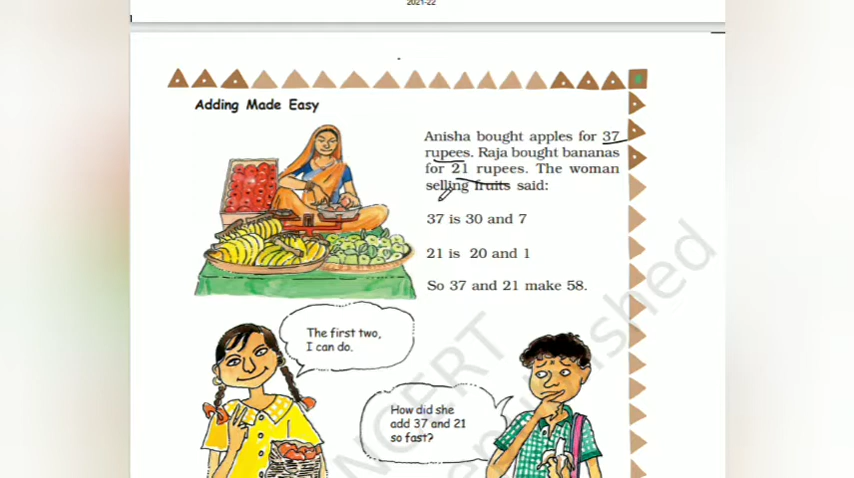 2021-22
Adding Made Easy
Anisha bought apples for 37
rupees. Raja bought bananas
for 21 rupees. The woman
selling fruits said:
37 is 30 and 7
21 is 20 and 1
So 37 and 21 make 58.
The first two,
I can do.
How did she
add 37 and 21
so fast?
NCERT